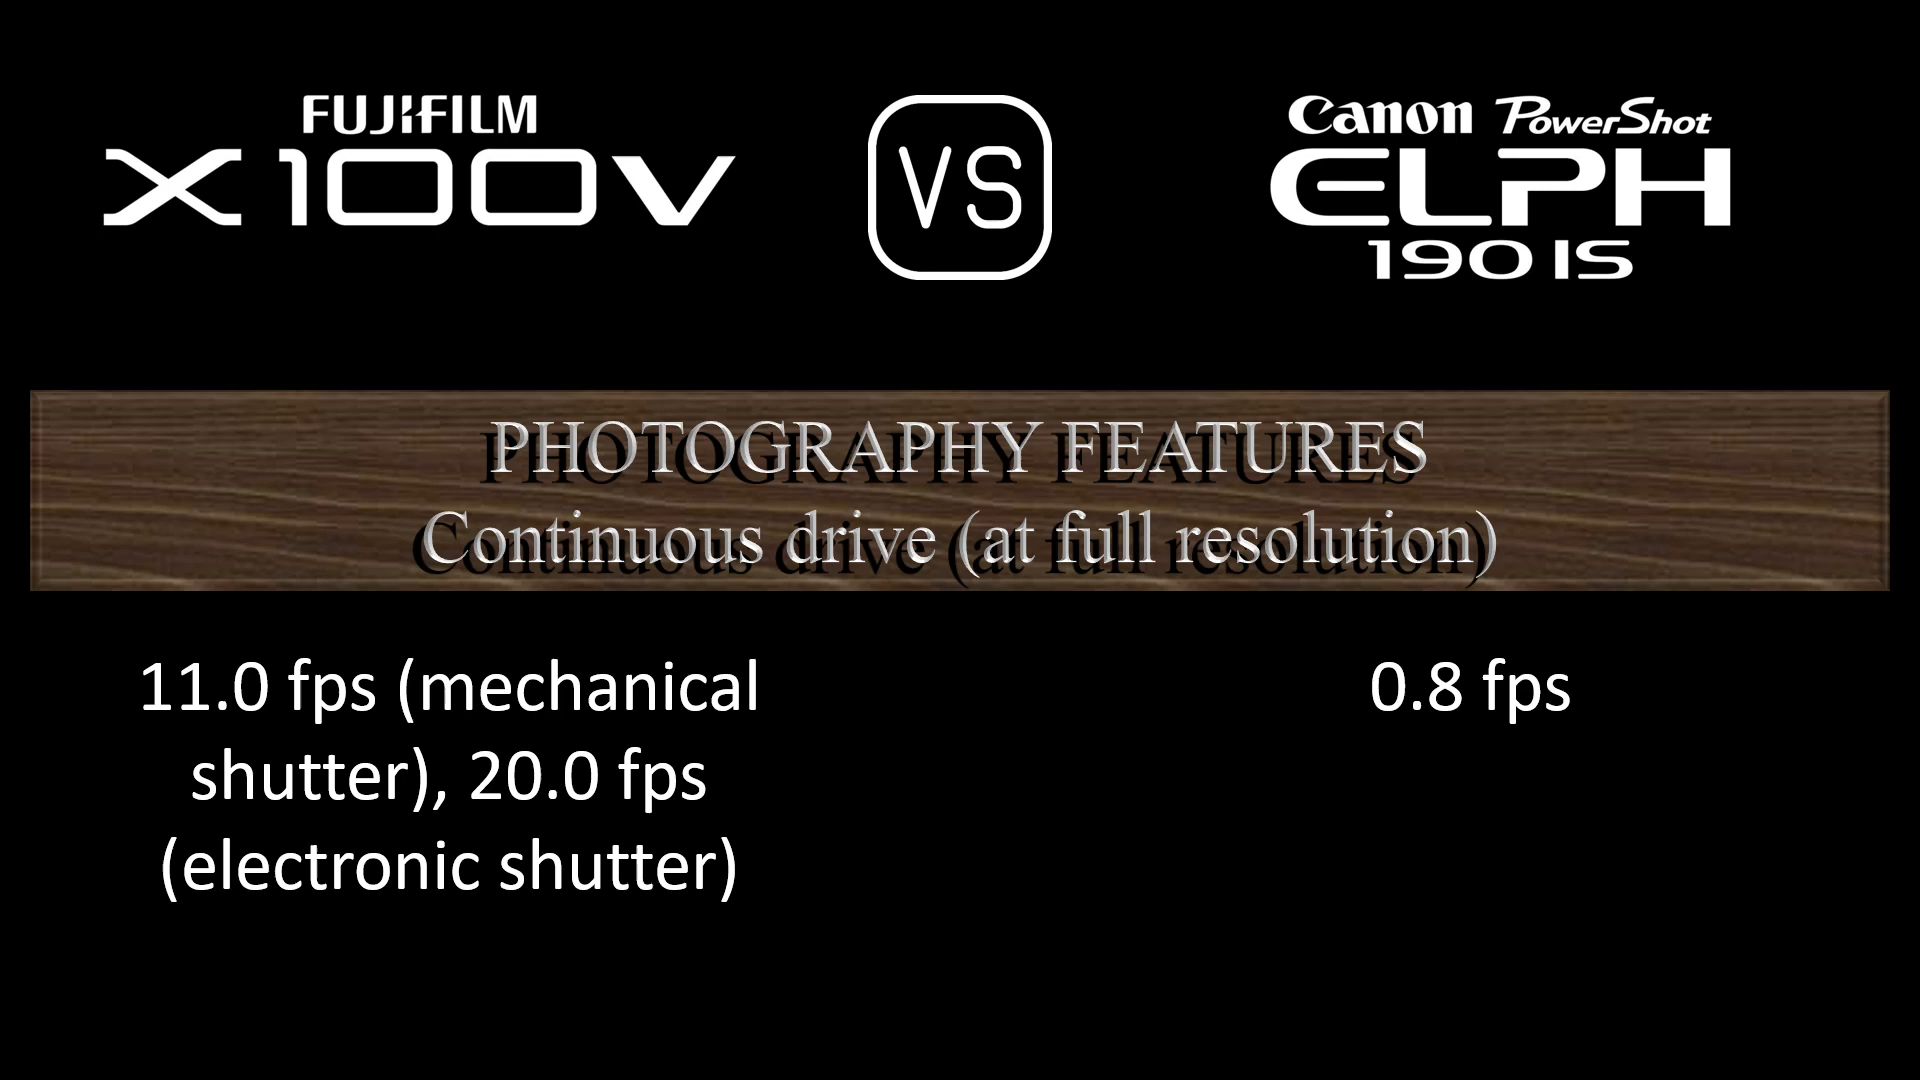 FUJIFILM
X100V
VS
Canon PowerShot
ELPH
190 IS
PHOTOGRAPHY FEATURES
Continuous drive (at full resolution)
11.0 fps (mechanical
shutter), 20.0 fps
(electronic shutter)
0.8 fps